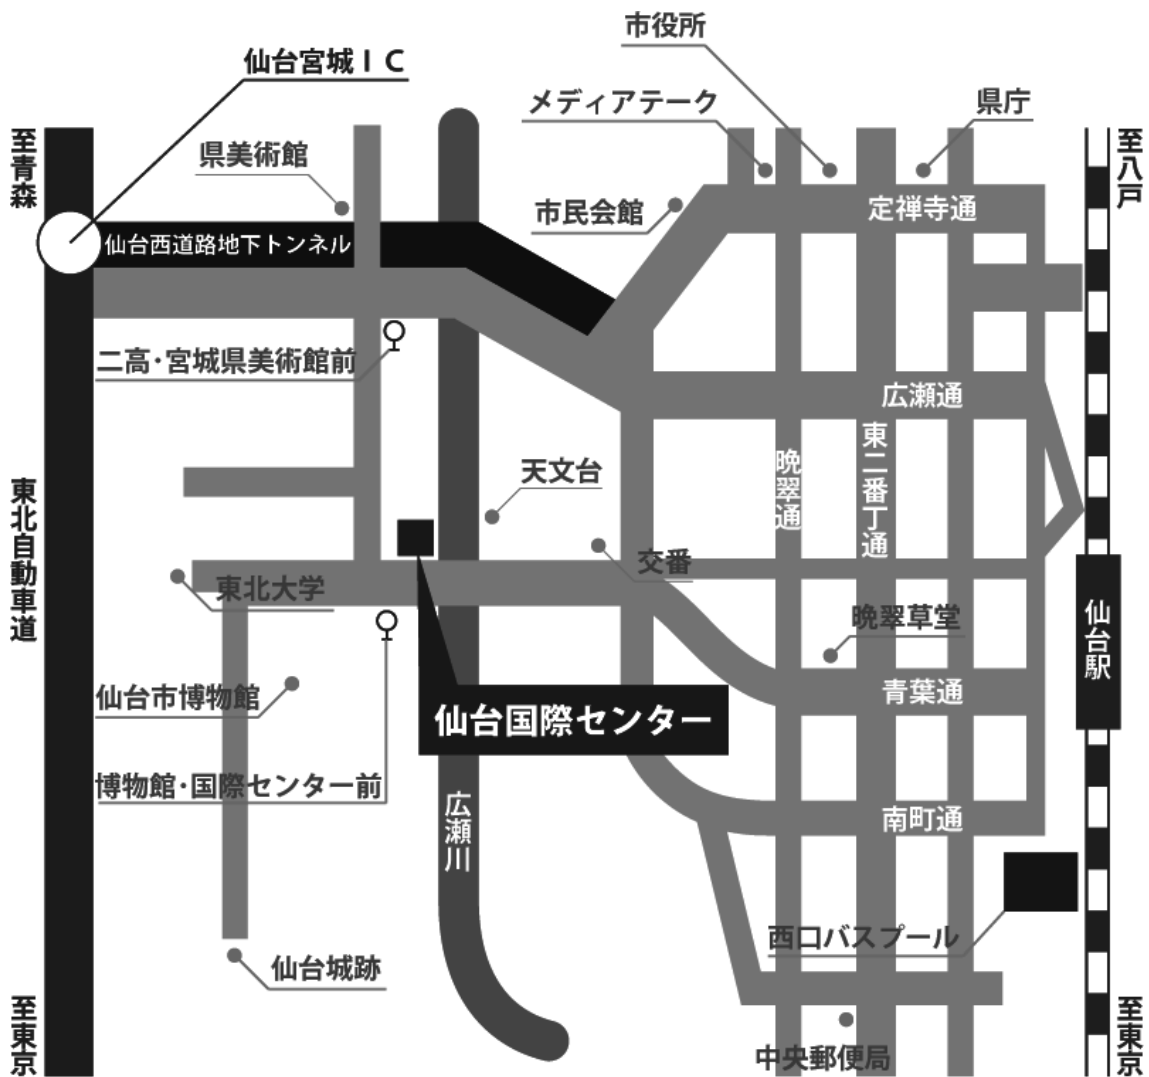 市役所
仙台宮城IC
メディアテーク
県庁
至青森
至八戸
県美術館
市民会館
定禅寺通
仙台西道路地下トンネル
二高・宮城県美術館前
広瀬通
東二番丁通
晩翠通
天文台
東北自動車道
交番
東北大学
晩翠草堂
仙台駅
仙台市博物館
青葉通
仙台国際センター
博物館・国際センター前
広瀬川
南町通
西口バスプール
仙台城跡
至東京
至東京
中央郵便局